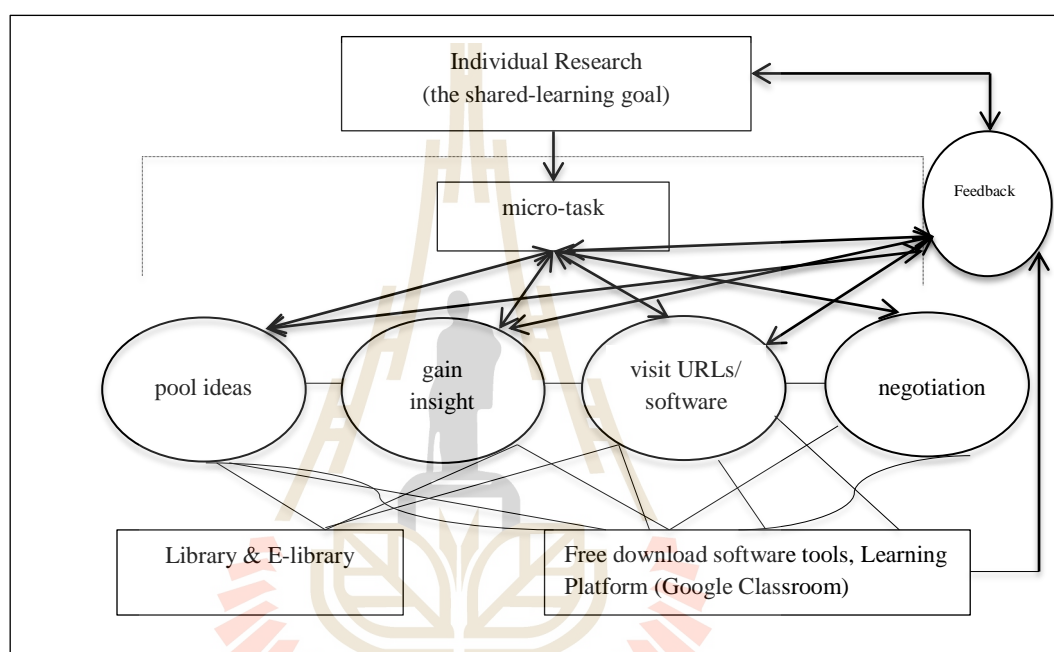 Individual Research
(the shared-learning goal)
Feedback
micro-task
pool ideas
gain
insight
visit URLs/
software
negotiation
Library & E-library
Free download software tools, Learning
Platform (Google Classroom)